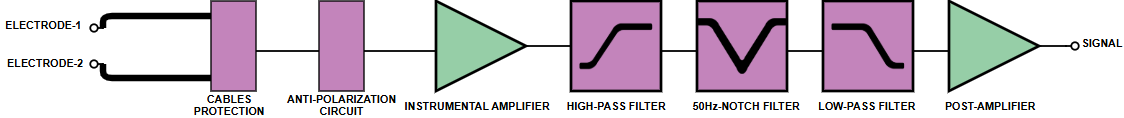 ELECTRODE-1
ELECTRODE-2
CABLES
PROTECTION
ANTI-POLARIZATION
CIRCUIT
INSTRUMENTAL AMPLIFIER
HIGH-PASS FILTER
50Hz-NOTCH FILTER
LOW-PASS FILTER
POST-AMPLIFIER
SIGNAL